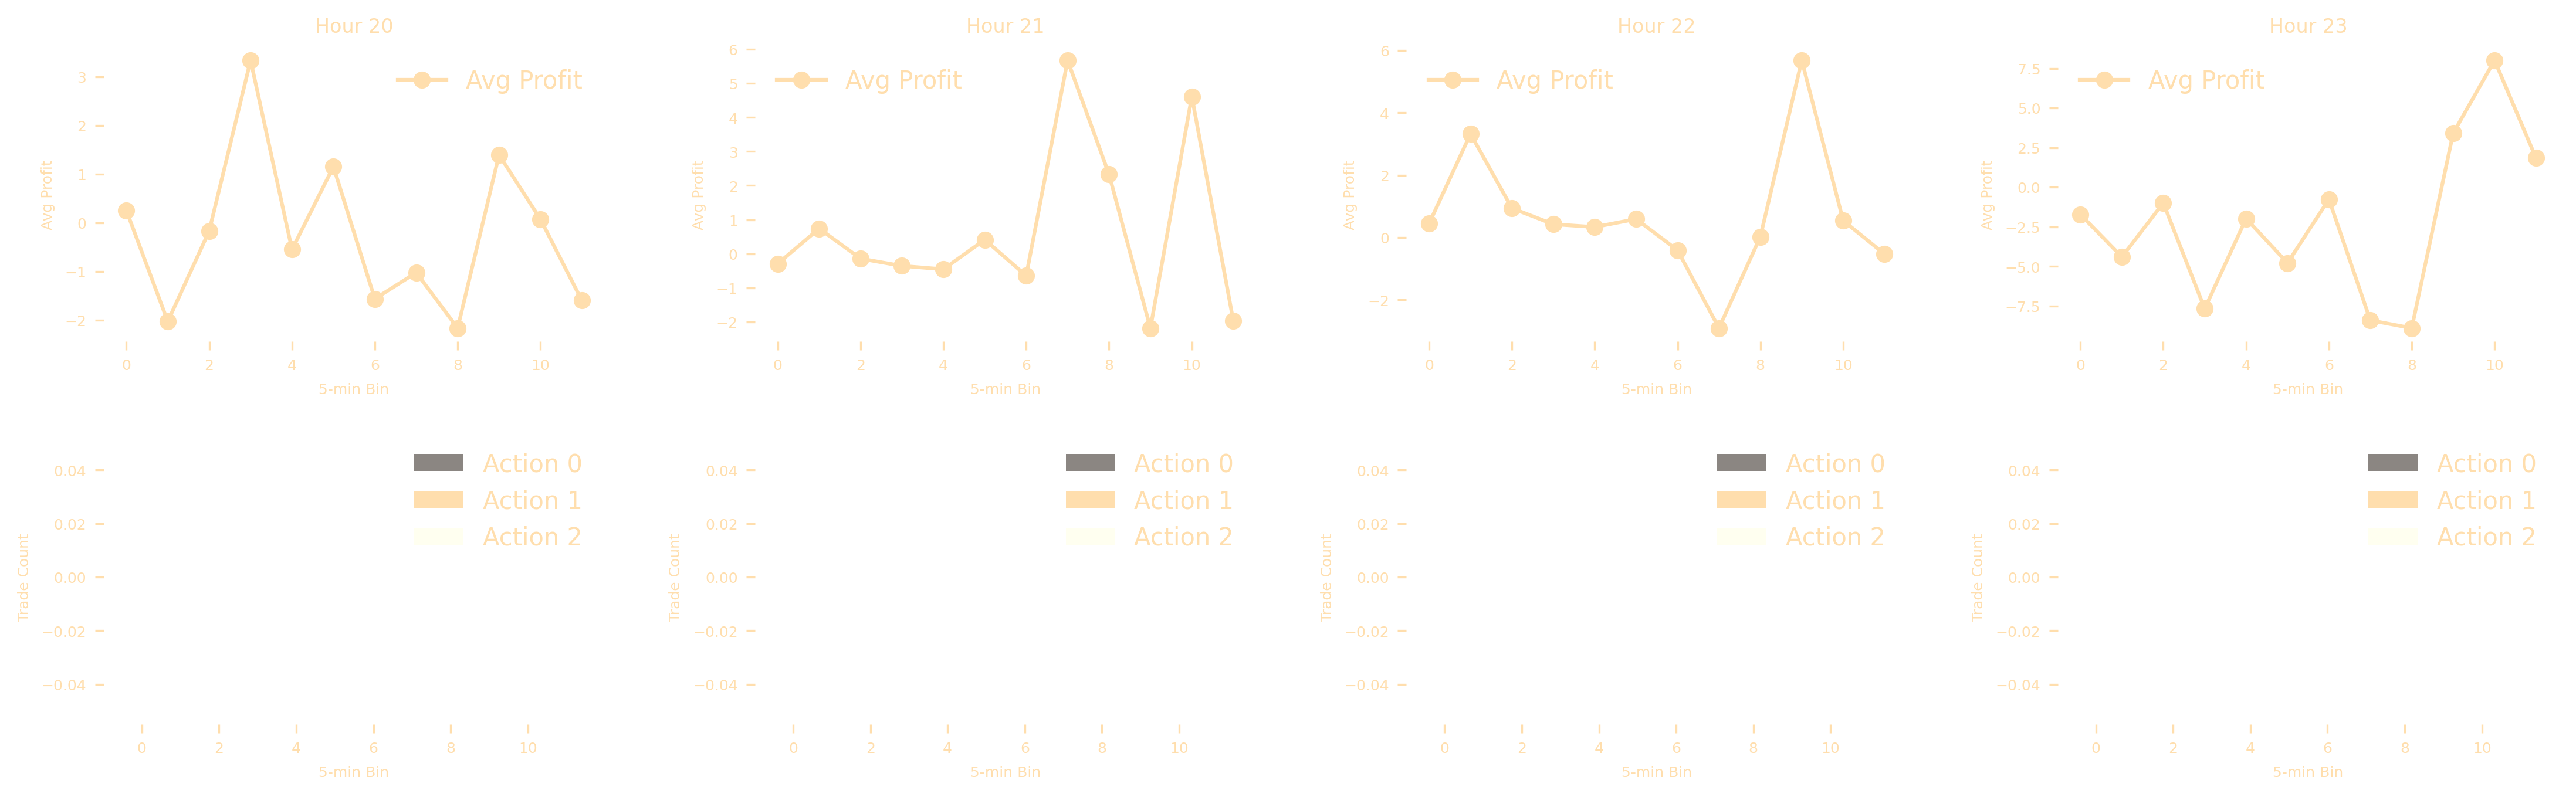 Hour 20
Avg Profit
3
2
1
0
−1
−2
Avg Profit
0 2 4 6 8 10
5-min Bin
Hour 21
Avg Profit
6
5
4
3
2
1
0
−1
−2
Avg Profit
0 2 4 6 8 10
5-min Bin
Hour 22
Avg Profit
6
4
2
0
−2
Avg Profit
0 2 4 6 8 10
5-min Bin
Hour 23
Avg Profit
7.5
5.0
2.5
0.0
−2.5
−5.0
−7.5
Avg Profit
0 2 4 6 8 10
5-min Bin
Action 0
Action 1
Action 2
0.04
0.02
0.00
−0.02
−0.04
Trade Count
0 2 4 6 8 10
5-min Bin
Action 0
Action 1
Action 2
0.04
0.02
0.00
−0.02
−0.04
Trade Count
0 2 4 6 8 10
5-min Bin
Action 0
Action 1
Action 2
0.04
0.02
0.00
−0.02
−0.04
Trade Count
0 2 4 6 8 10
5-min Bin
Action 0
Action 1
Action 2
0.04
0.02
0.00
−0.02
−0.04
Trade Count
0 2 4 6 8 10
5-min Bin